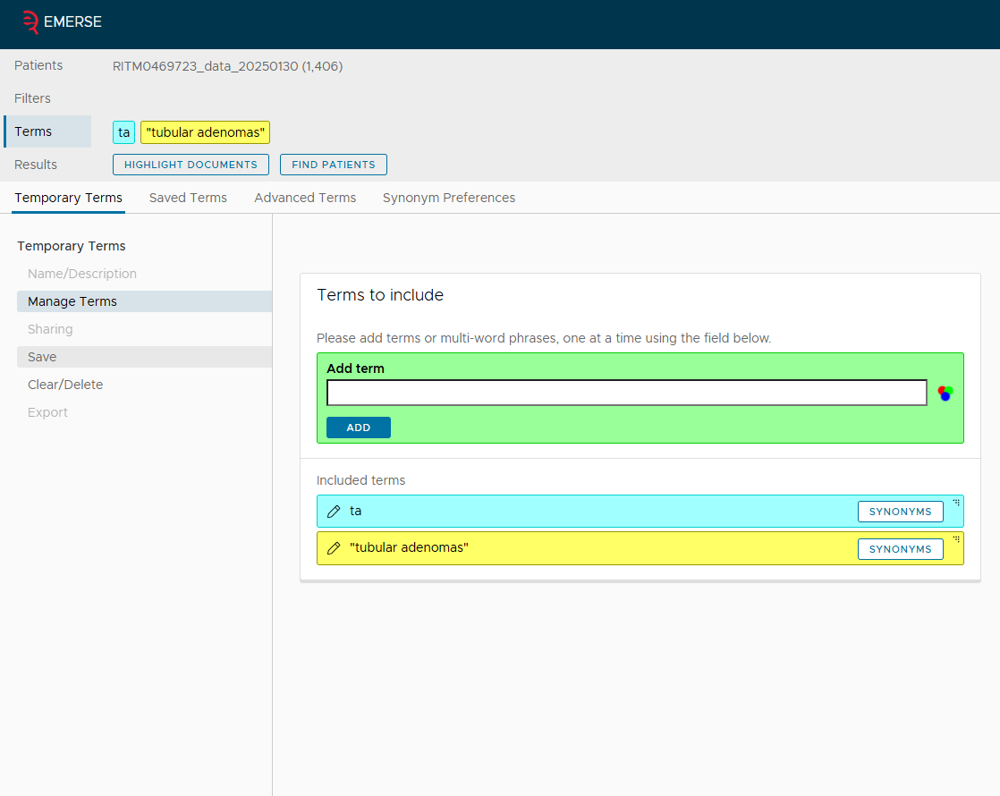 EMERSE
Patients RITM0469723_data_20250130 (1,406)
Filters
Terms ta "tubular adenomas"
Results HIGHLIGHT DOCUMENTS FIND PATIENTS
Temporary Terms Saved Terms Advanced Terms Synonym Preferences
Temporary Terms
Name/Description
Manage Terms
Sharing
Save
Clear/Delete
Export
Terms to include
Please add terms or multi-word phrases, one at a time using the field below.
Add term
ADD
Included terms
ta SYNONYMS
"tubular adenomas" SYNONYMS